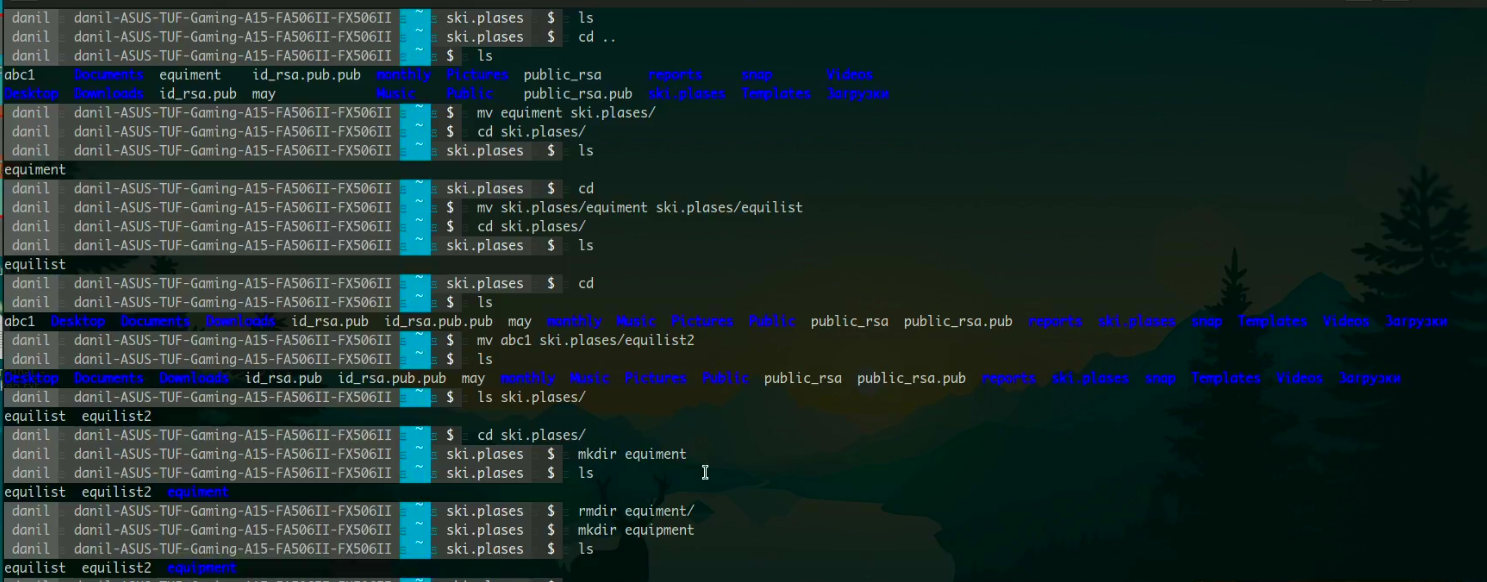 danil danil-ASUS-TUF-Gaming-A15-FA506II-FX506II ~ ski.plases $ ls
danil danil-ASUS-TUF-Gaming-A15-FA506II-FX506II ~ ski.plases $ cd ..
danil danil-ASUS-TUF-Gaming-A15-FA506II-FX506II ~ $ ls
abc1 Documents equiment id_rsa.pub.pub monthly Pictures public_rsa reports snap Videos
Desktop Downloads id_rsa.pub may Music Public public_rsa.pub ski.plases Templates Загрузки
danil danil-ASUS-TUF-Gaming-A15-FA506II-FX506II ~ $ mv equiment ski.plases/
danil danil-ASUS-TUF-Gaming-A15-FA506II-FX506II ~ $ cd ski.plases/
danil danil-ASUS-TUF-Gaming-A15-FA506II-FX506II ~ ski.plases $ ls
equiment
danil danil-ASUS-TUF-Gaming-A15-FA506II-FX506II ~ ski.plases $ cd
danil danil-ASUS-TUF-Gaming-A15-FA506II-FX506II ~ $ mv ski.plases/equiment ski.plases/equilist
danil danil-ASUS-TUF-Gaming-A15-FA506II-FX506II ~ $ cd ski.plases/
danil danil-ASUS-TUF-Gaming-A15-FA506II-FX506II ~ ski.plases $ ls
equilist
danil danil-ASUS-TUF-Gaming-A15-FA506II-FX506II ~ ski.plases $ cd
danil danil-ASUS-TUF-Gaming-A15-FA506II-FX506II ~ $ ls
abc1 Desktop Documents Downloads id_rsa.pub id_rsa.pub.pub may monthly Music Pictures Public public_rsa public_rsa.pub reports ski.plases snap Templates Videos Загрузки
danil danil-ASUS-TUF-Gaming-A15-FA506II-FX506II ~ $ mv abc1 ski.plases/equilist2
danil danil-ASUS-TUF-Gaming-A15-FA506II-FX506II ~ $ ls
Desktop Documents Downloads id_rsa.pub id_rsa.pub.pub may monthly Music Pictures Public public_rsa public_rsa.pub reports ski.plases snap Templates Videos Загрузки
danil danil-ASUS-TUF-Gaming-A15-FA506II-FX506II ~ $ ls ski.plases/
equilist equilist2
danil danil-ASUS-TUF-Gaming-A15-FA506II-FX506II ~ $ cd ski.plases/
danil danil-ASUS-TUF-Gaming-A15-FA506II-FX506II ~ ski.plases $ mkdir equiment
danil danil-ASUS-TUF-Gaming-A15-FA506II-FX506II ~ ski.plases $ ls
equilist equilist2 equiment
danil danil-ASUS-TUF-Gaming-A15-FA506II-FX506II ~ ski.plases $ rmdir equiment/
danil danil-ASUS-TUF-Gaming-A15-FA506II-FX506II ~ ski.plases $ mkdir equipment
danil danil-ASUS-TUF-Gaming-A15-FA506II-FX506II ~ ski.plases $ ls
equilist equilist2 equipment